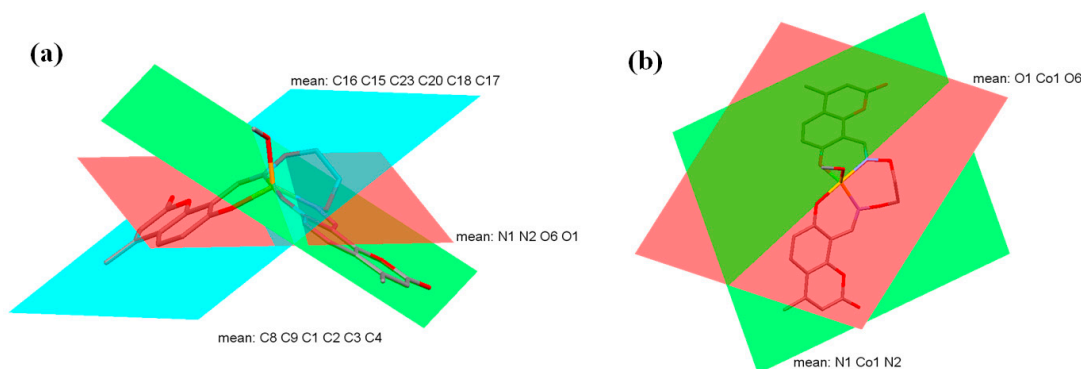 (a)
mean: C16 C15 C23 C20 C18 C17
mean: N1 N2 O6 O1
mean: C8 C9 C1 C2 C3 C4
(b)
mean: O1 Co1 O6
mean: N1 Co1 N2